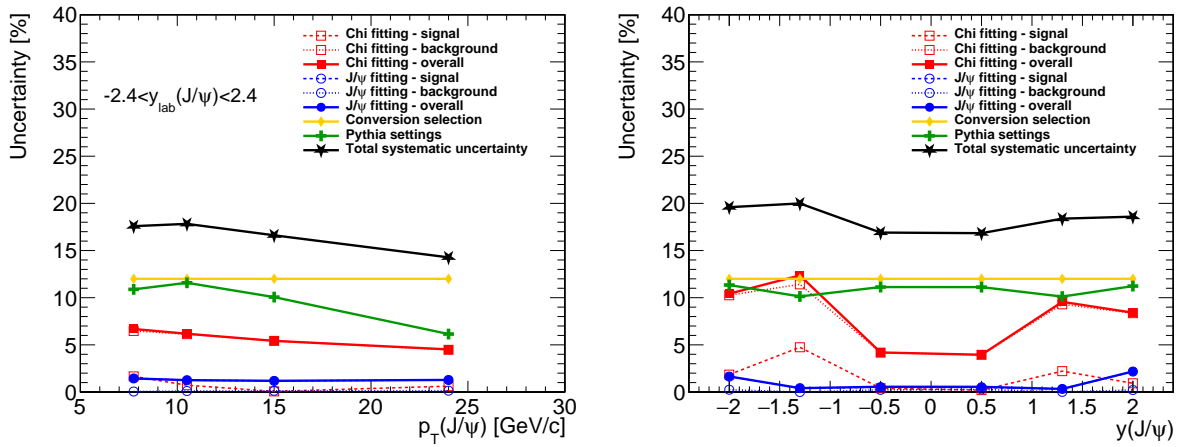 Uncertainty [%]
40
35
30
25
20
15
10
5
0
Chi fitting - signal
Chi fitting - background
Chi fitting - overall
J/ψ fitting - signal
J/ψ fitting - background
J/ψ fitting - overall
Conversion selection
Pythia settings
Total systematic uncertainty
-2.4<y_lab(J/ψ)<2.4
5 10 15 20 25 30
p_T(J/ψ) [GeV/c]
Uncertainty [%]
40
35
30
25
20
15
10
5
0
Chi fitting - signal
Chi fitting - background
Chi fitting - overall
J/ψ fitting - signal
J/ψ fitting - background
J/ψ fitting - overall
Conversion selection
Pythia settings
Total systematic uncertainty
−2 −1.5 −1 −0.5 0 0.5 1 1.5 2
y(J/ψ)